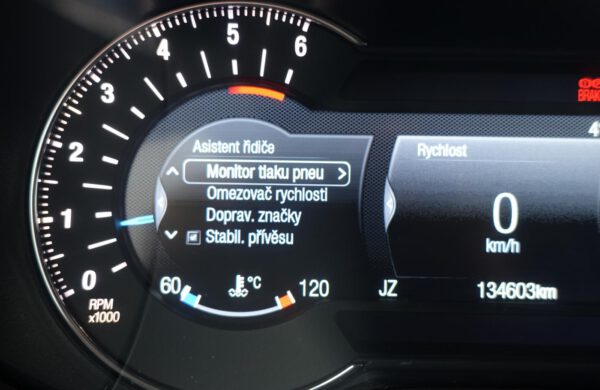 6
5
4
3
2
1
0
RPM
x1000
Asistent řidiče
Monitor tlaku pneu >
Omezovač rychlosti
Doprav. značky
Stabil. přívěsu
60 °C 120
Rychlost
0
km/h
JZ 134603km